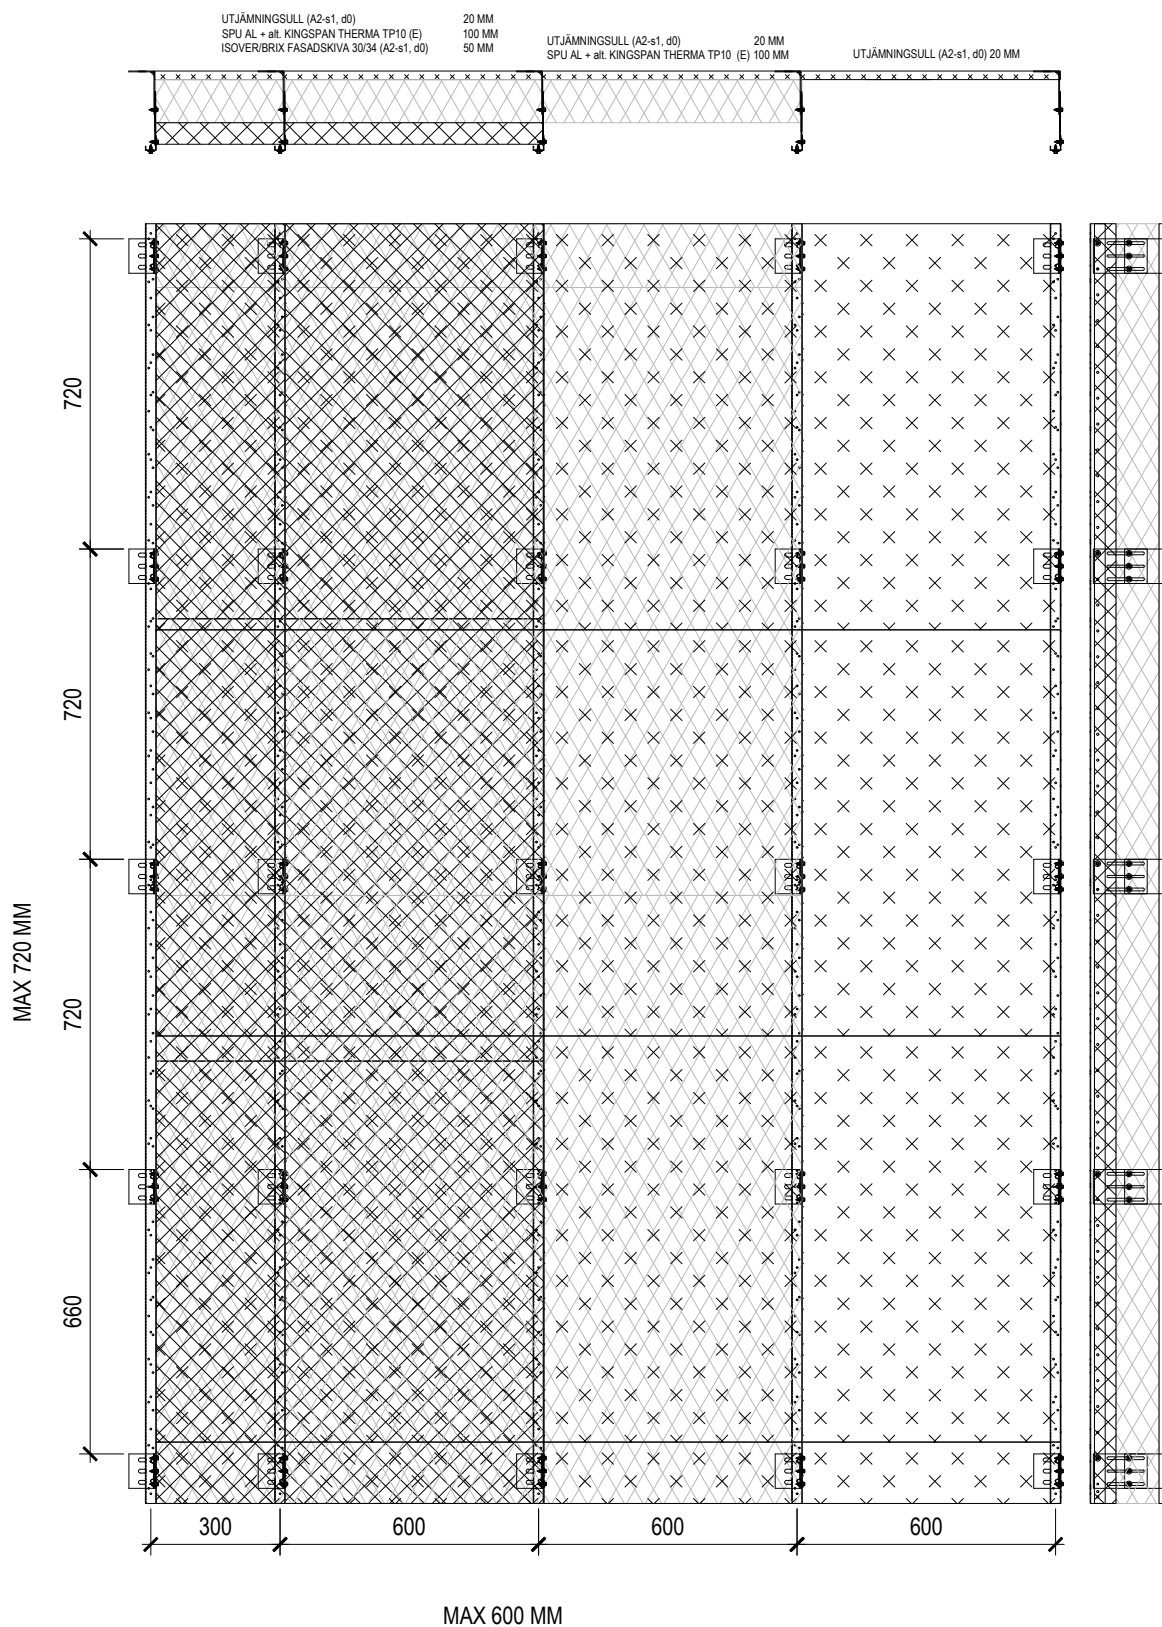 UTJÄMNINGSULL (A2-s1, d0) 20 MM
SPU AL + alt. KINGSPAN THERMA TP10 (E) 100 MM
ISOVER/BRIX FASADSKIVA 30/34 (A2-s1, d0) 50 MM
UTJÄMNINGSULL (A2-s1, d0) 20 MM
SPU AL + alt. KINGSPAN THERMA TP10 (E) 100 MM
UTJÄMNINGSULL (A2-s1, d0) 20 MM
720
720
720
660
MAX 720 MM
300
600
600
600
MAX 600 MM